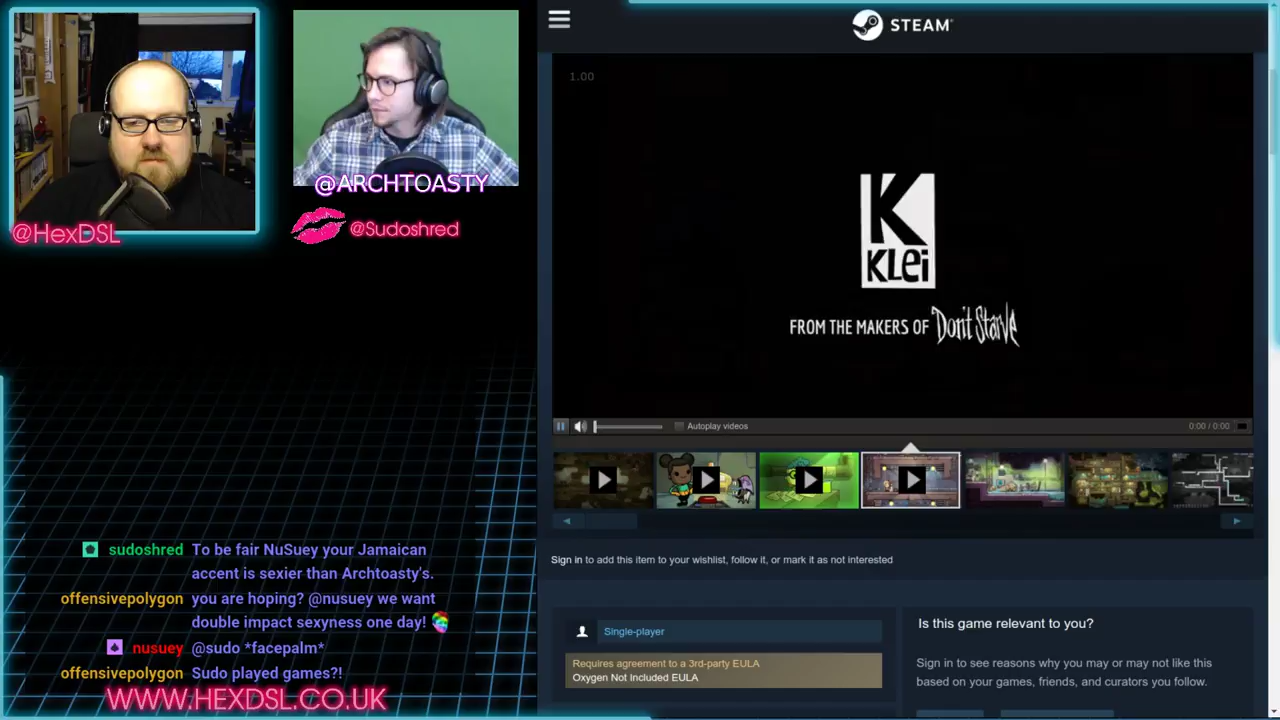 @HexDSL
@ARCHTOASTY
@Sudoshred
sudoshred To be fair NuSuey your Jamaican
accent is sexier than Archtoasty's.
offensivepolygon you are hoping? @nusuey we want
double impact sexyness one day!
nusuey @sudo *facepalm*
offensivepolygon Sudo played games?!
WWW.HEXDSL.CO.UK
STEAM
1.00
K
KLei
FROM THE MAKERS OF Don't Starve
Autoplay videos
0:00 / 0:00
Sign in to add this item to your wishlist, follow it, or mark it as not interested
Single-player
Requires agreement to a 3rd-party EULA
Oxygen Not Included EULA
Is this game relevant to you?
Sign in to see reasons why you may or may not like this
based on your games, friends, and curators you follow.